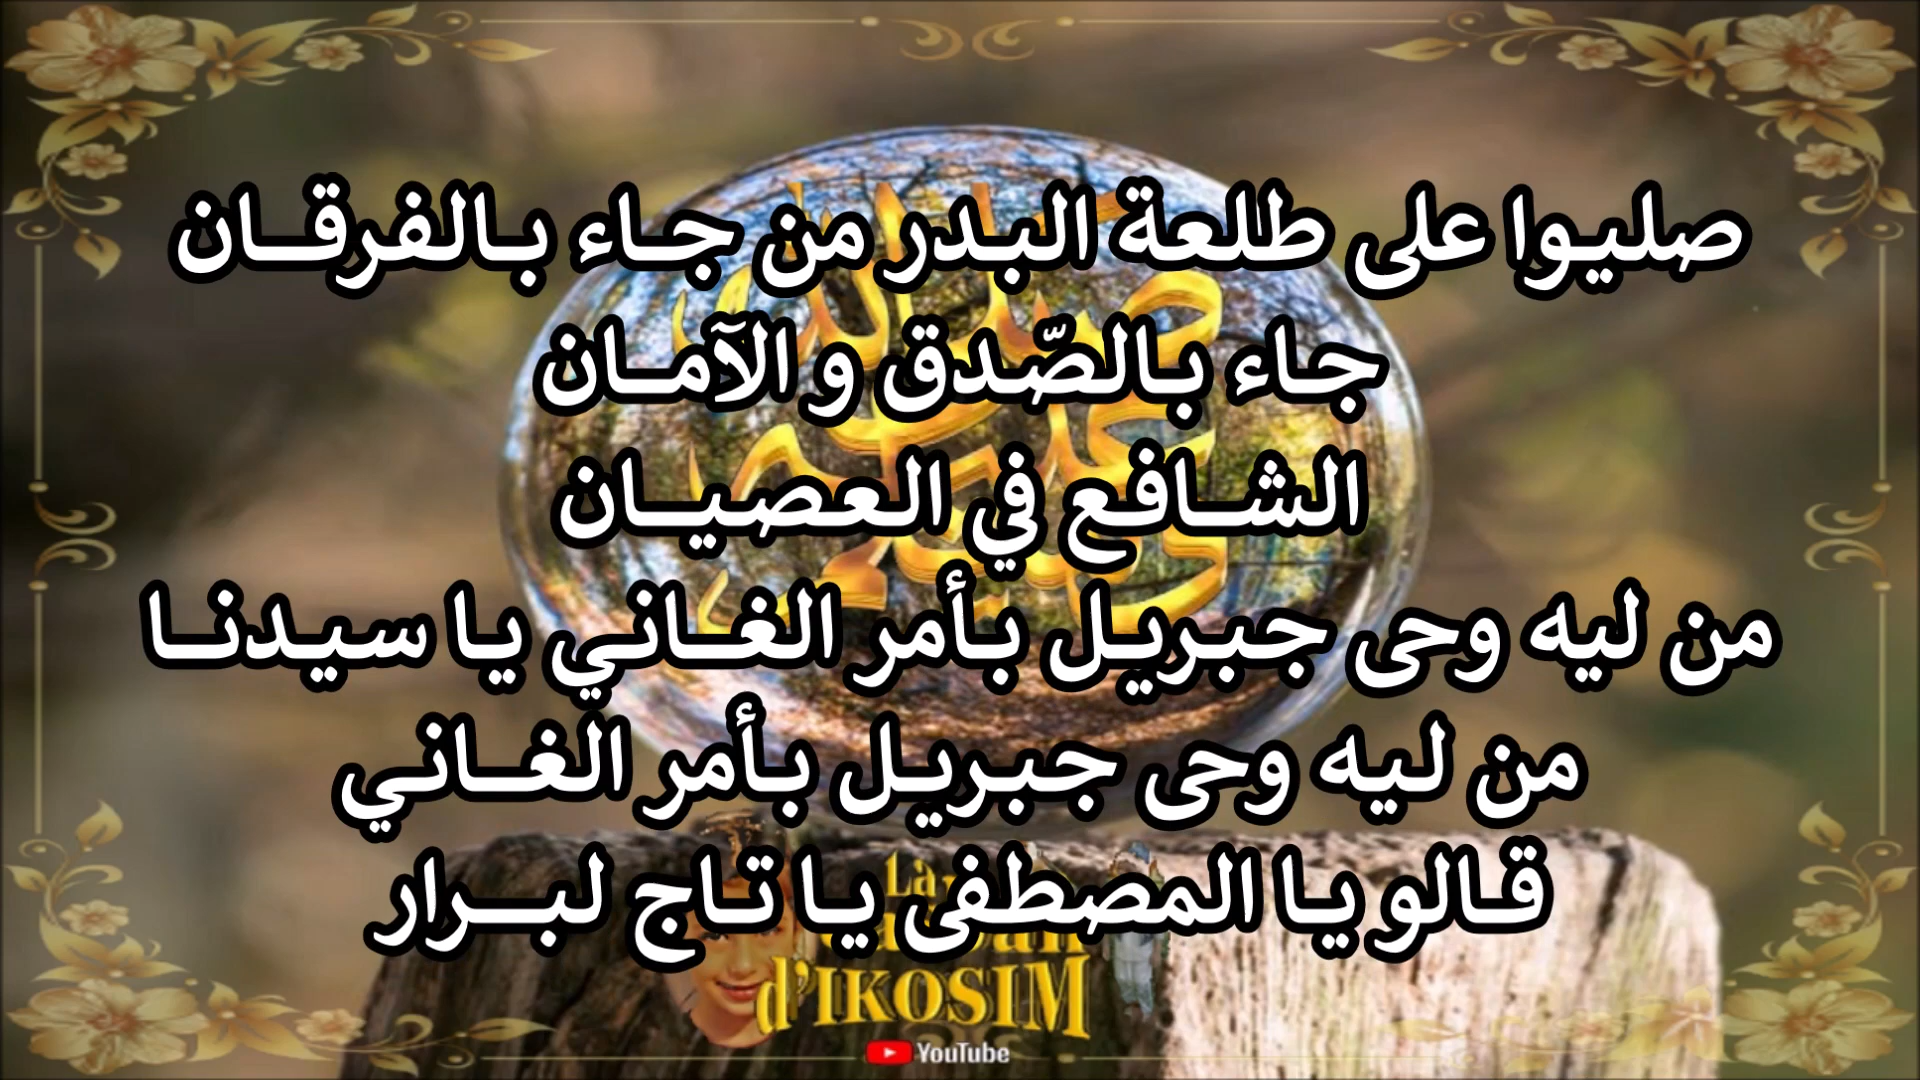 صليوا على طلعة البدر من جاء بالفرقان
جاء بالصّدق و الآمان
الشافع في العصيان
من ليه وحى جبريل بأمر الغاني يا سيدنا
من ليه وحى جبريل بأمر الغاني
قالو يا المصطفى يا تاج لبرار
La
d'IKOSIM
YouTube